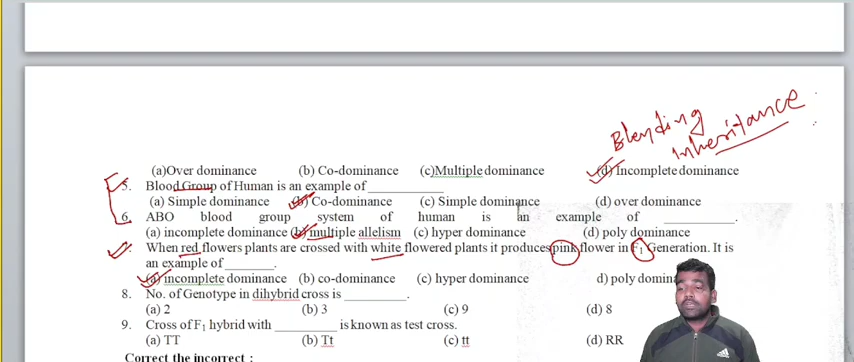 Blending
Inheritance
(a)Over dominance (b) Co-dominance (c)Multiple dominance (d) Incomplete dominance
5. Blood Group of Human is an example of ____________
(a) Simple dominance (b) Co-dominance (c) Simple dominance (d) over dominance
6. ABO blood group system of human is an example of ____________.
(a) incomplete dominance (b) multiple allelism (c) hyper dominance (d) poly dominance
When red flowers plants are crossed with white flowered plants it produces pink flower in F1 Generation. It is
an example of _______.
(a) incomplete dominance (b) co-dominance (c) hyper dominance d) poly
8. No. of Genotype in dihybrid cross is _________.
(a) 2 (b) 3 (c) 9 (d) 8
9. Cross of F1 hybrid with _________ is known as test cross.
(a) TT (b) Tt (c) tt (d) RR
Correct the incorrect :